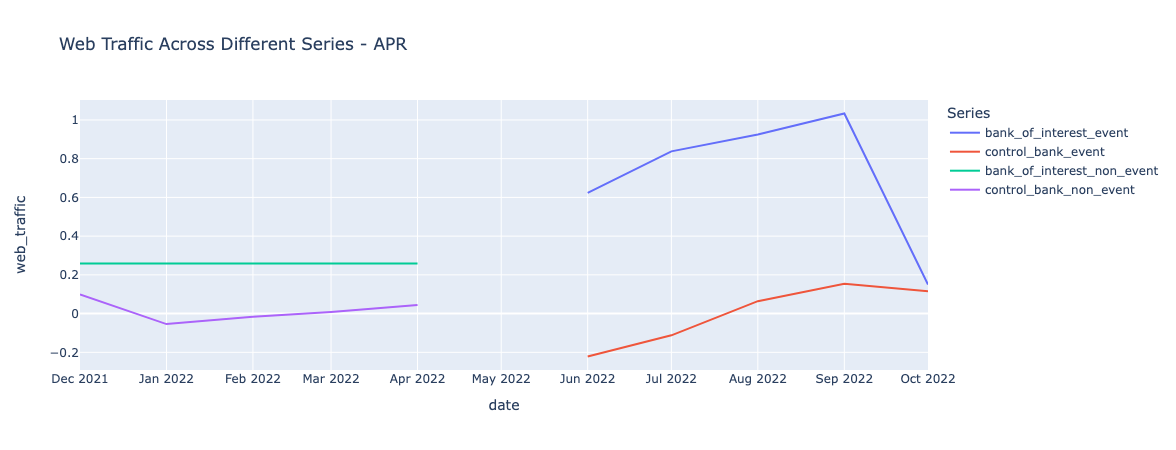 Web Traffic Across Different Series - APR
Series
bank_of_interest_event
control_bank_event
bank_of_interest_non_event
control_bank_non_event
web_traffic
1
0.8
0.6
0.4
0.2
0
−0.2
Dec 2021 Jan 2022 Feb 2022 Mar 2022 Apr 2022 May 2022 Jun 2022 Jul 2022 Aug 2022 Sep 2022 Oct 2022
date